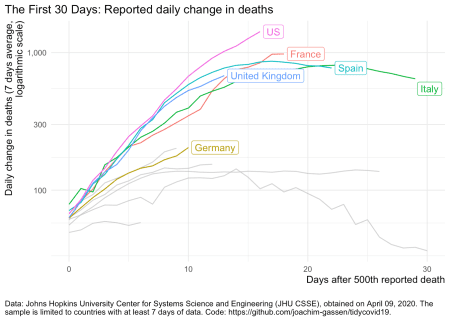 The First 30 Days: Reported daily change in deaths
Daily change in deaths (7 days average,
logarithmic scale)
1,000
300
100
US
France
Spain
United Kingdom
Italy
Germany
0
10
20
30
Days after 500th reported death
Data: Johns Hopkins University Center for Systems Science and Engineering (JHU CSSE), obtained on April 09, 2020. The
sample is limited to countries with at least 7 days of data. Code: https://github.com/joachim-gassen/tidycovid19.